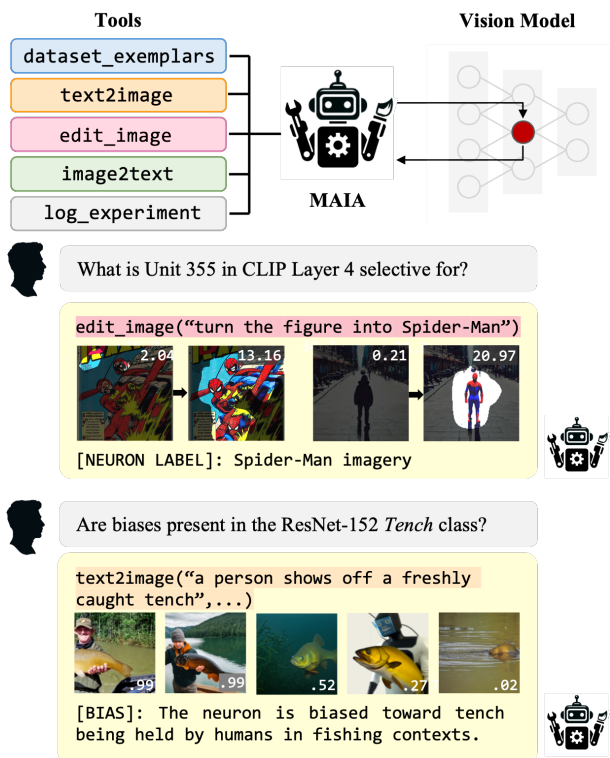 Tools
Vision Model
dataset_exemplars
text2image
edit_image
image2text
log_experiment
MAIA
What is Unit 355 in CLIP Layer 4 selective for?
edit_image(“turn the figure into Spider-Man”)
2.04
13.16
0.21
20.97
[NEURON LABEL]: Spider-Man imagery
Are biases present in the ResNet-152 Tench class?
text2image(“a person shows off a freshly
caught tench”,...)
.99
.99
.52
.27
.02
[BIAS]: The neuron is biased toward tench
being held by humans in fishing contexts.